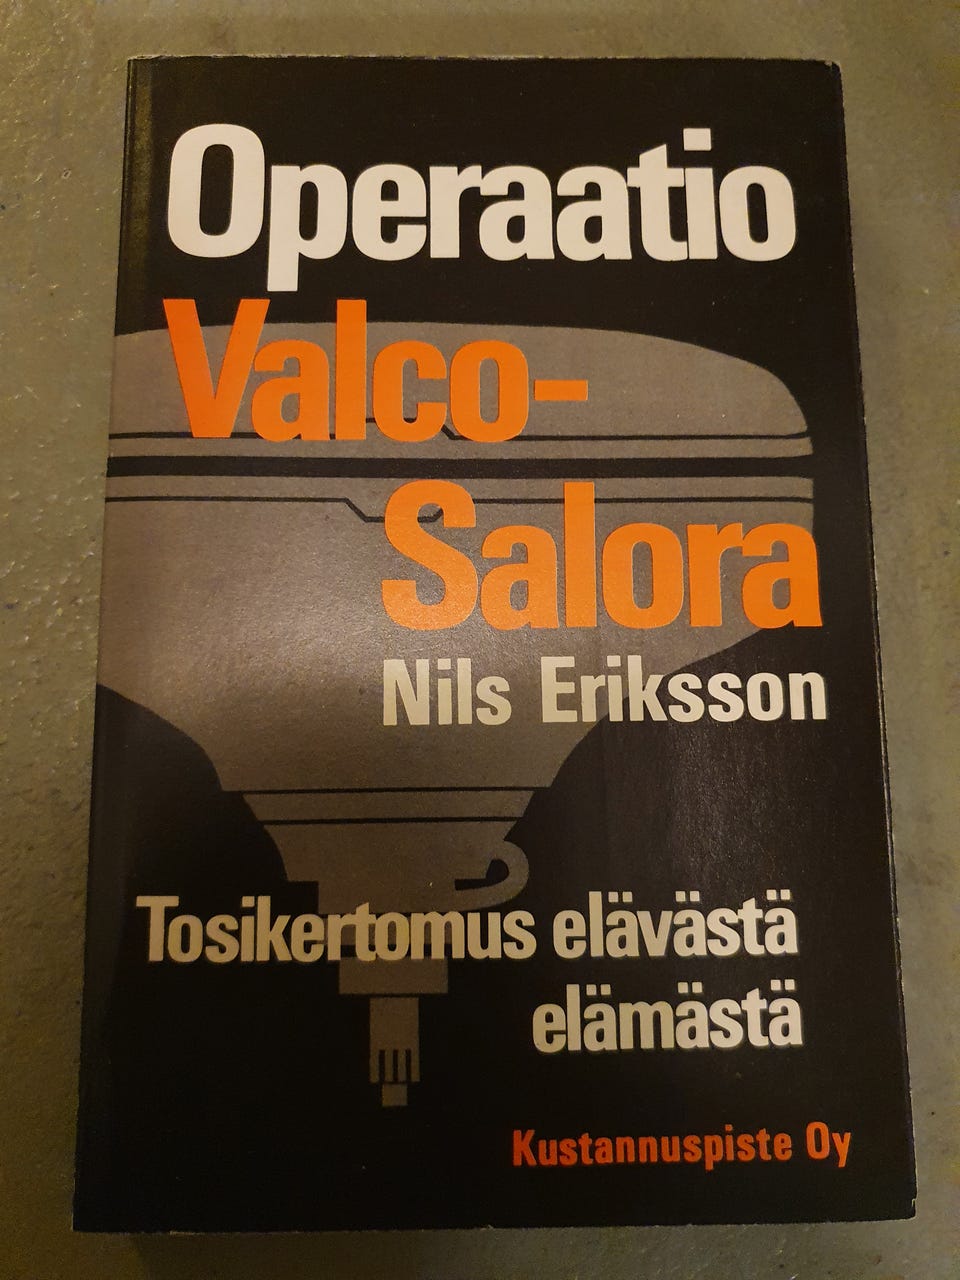 Operaatio
Valco-
Salora
Nils Eriksson
Tosikertomus elävästä
elämästä
Kustannuspiste Oy